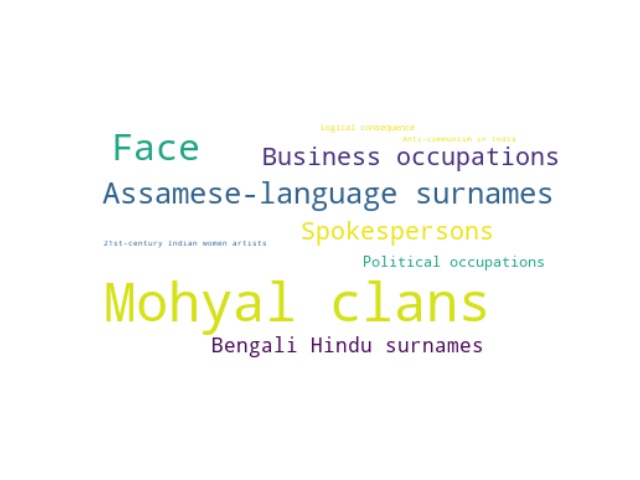 Logical consequence
Anti-communism in India
Face
Business occupations
Assamese-language surnames
Spokespersons
21st-century Indian women artists
Political occupations
Mohyal clans
Bengali Hindu surnames